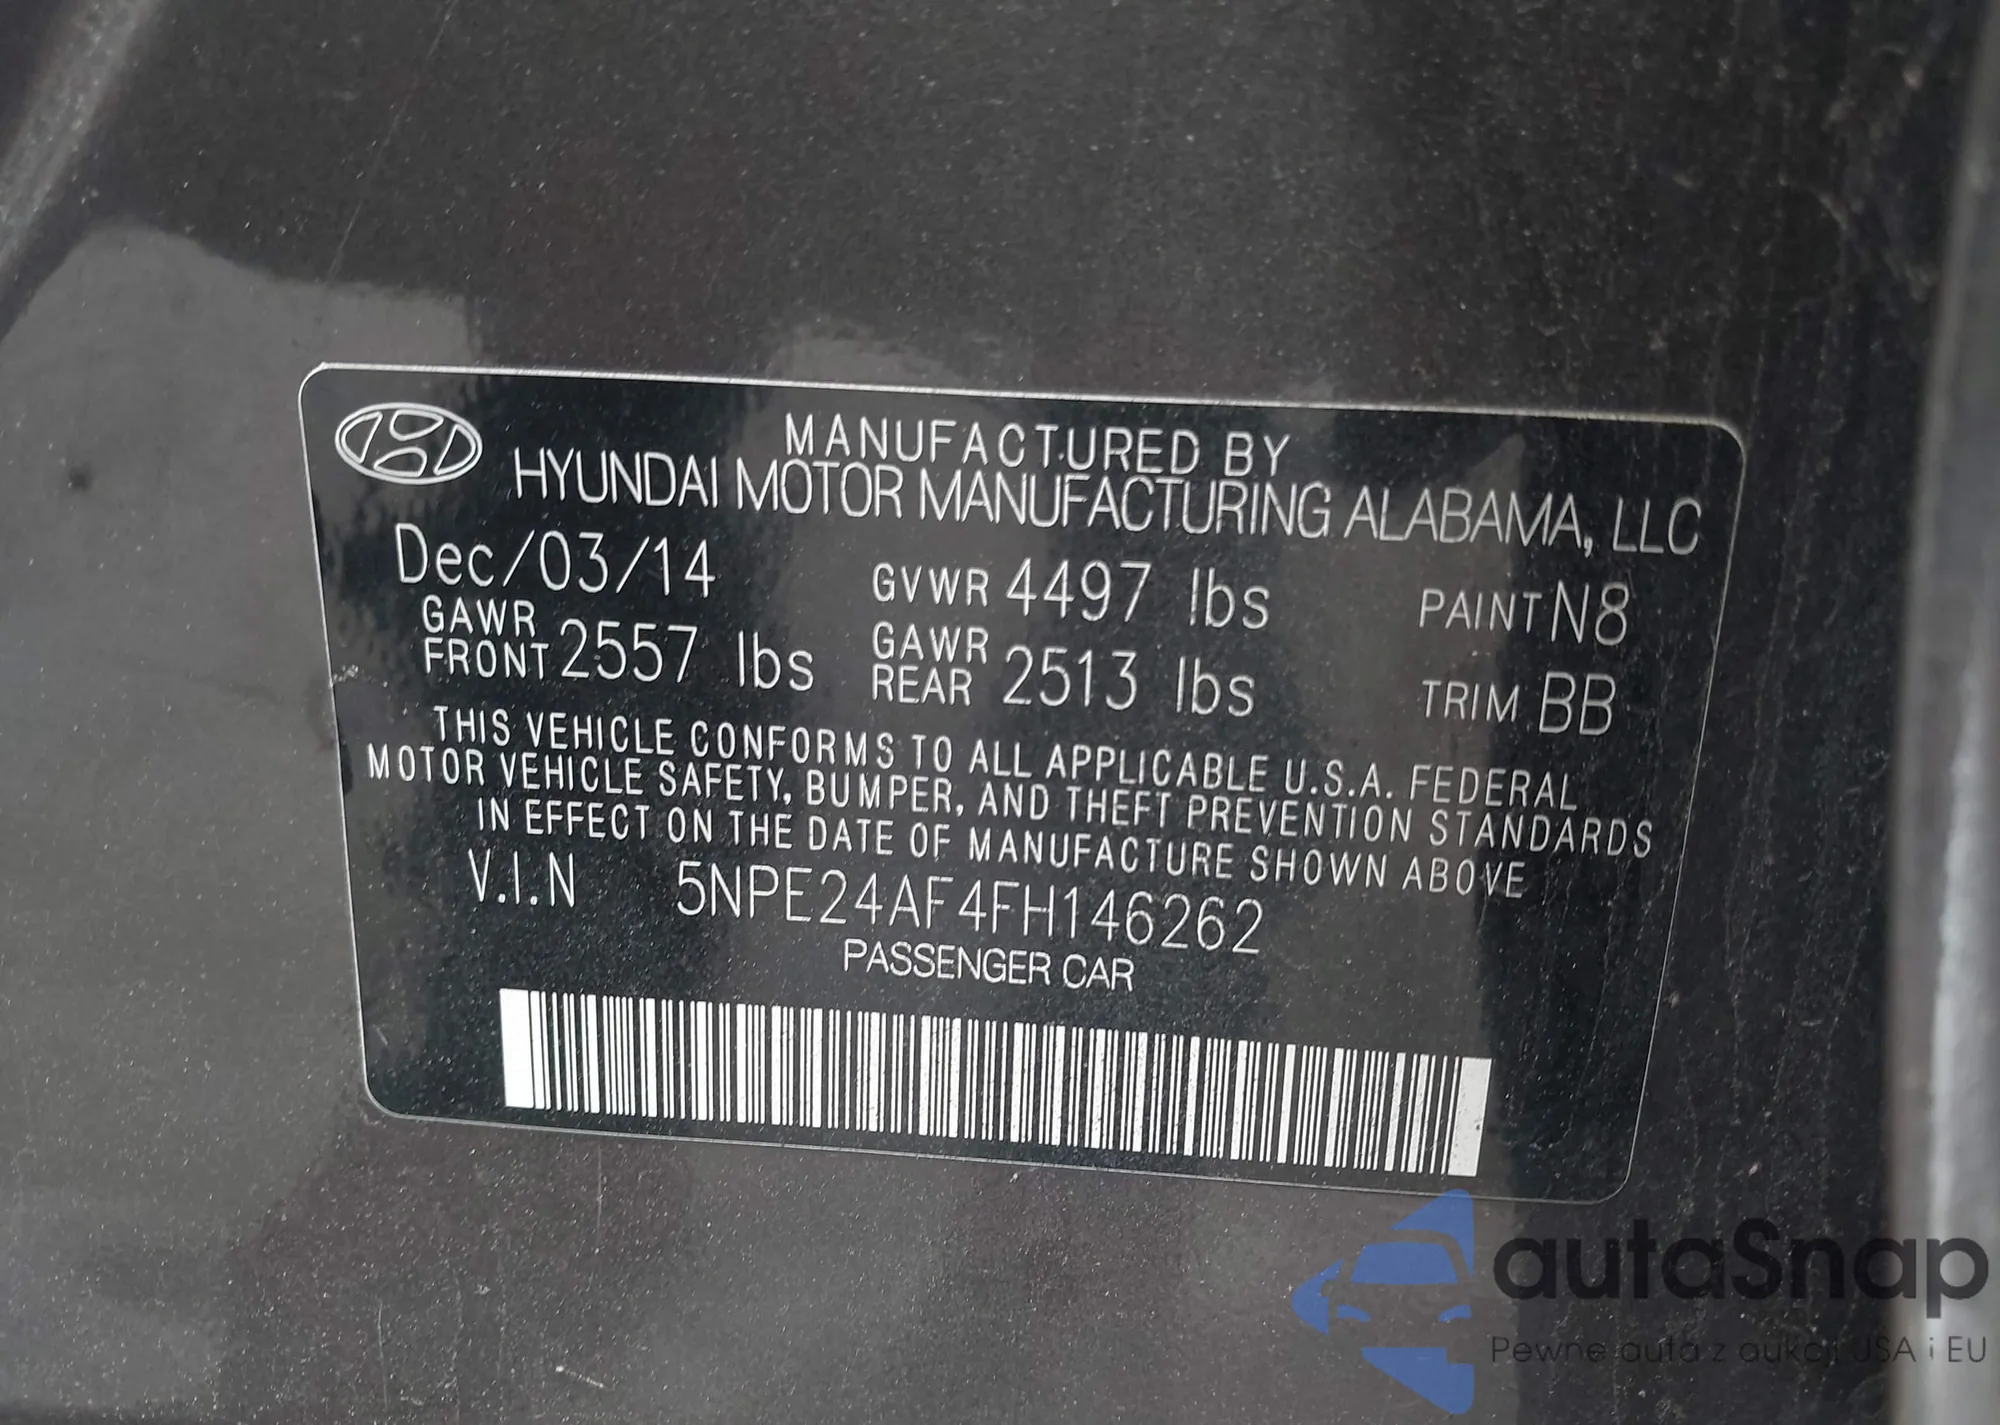 MANUFACTURED BY
HYUNDAI MOTOR MANUFACTURING ALABAMA, LLC
Dec/03/14 GVWR 4497 lbs PAINT N8
GAWR FRONT 2557 lbs GAWR REAR 2513 lbs TRIM BB
THIS VEHICLE CONFORMS TO ALL APPLICABLE U.S.A. FEDERAL
MOTOR VEHICLE SAFETY, BUMPER, AND THEFT PREVENTION STANDARDS
IN EFFECT ON THE DATE OF MANUFACTURE SHOWN ABOVE
V.I.N 5NPE24AF4FH146262
PASSENGER CAR
autaSnap
Pewne auta z aukcji USA i EU